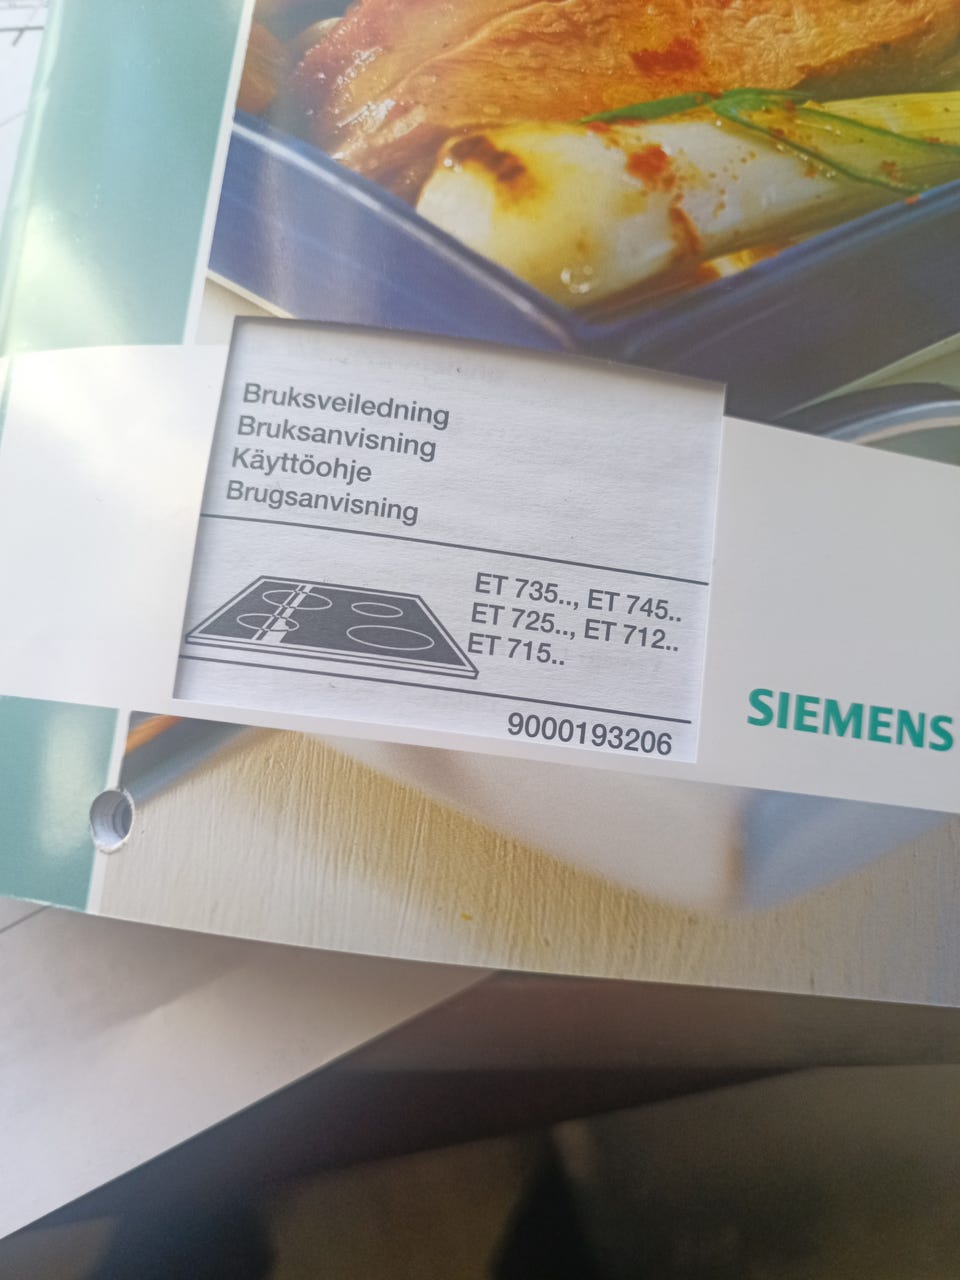 Bruksveiledning
Bruksanvisning
Käyttöohje
Brugsanvisning
ET 735.., ET 745..
ET 725.., ET 712..
ET 715..
9000193206
SIEMENS